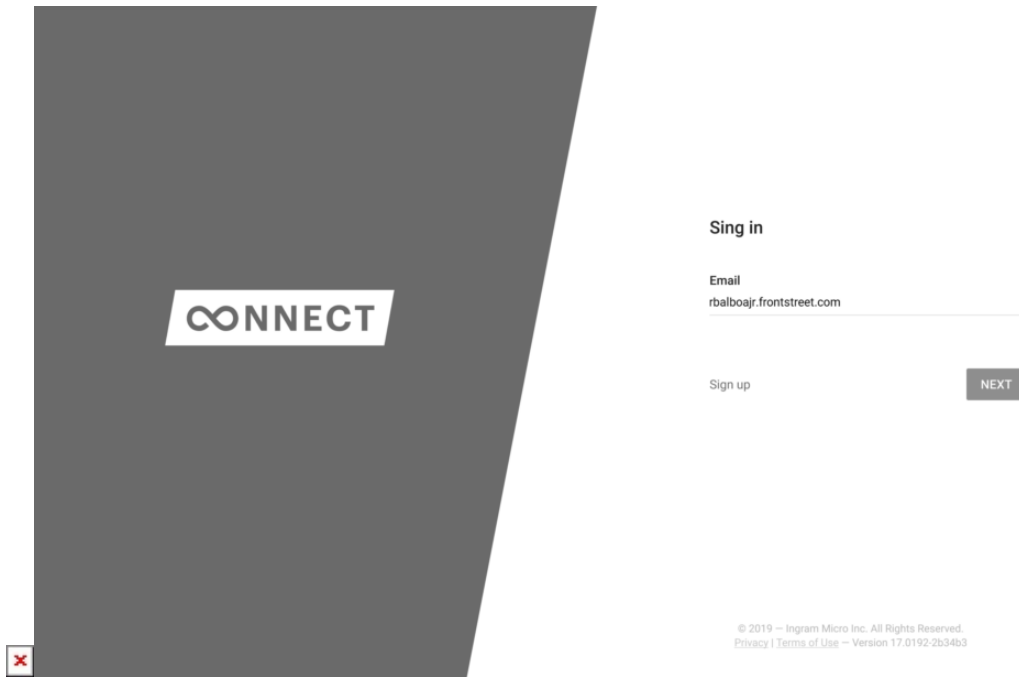 CONNECT
Sing in
Email
rbalboajr.frontstreet.com
Sign up
NEXT
© 2019 — Ingram Micro Inc. All Rights Reserved.
Privacy | Terms of Use — Version 17.0192-2b34b3